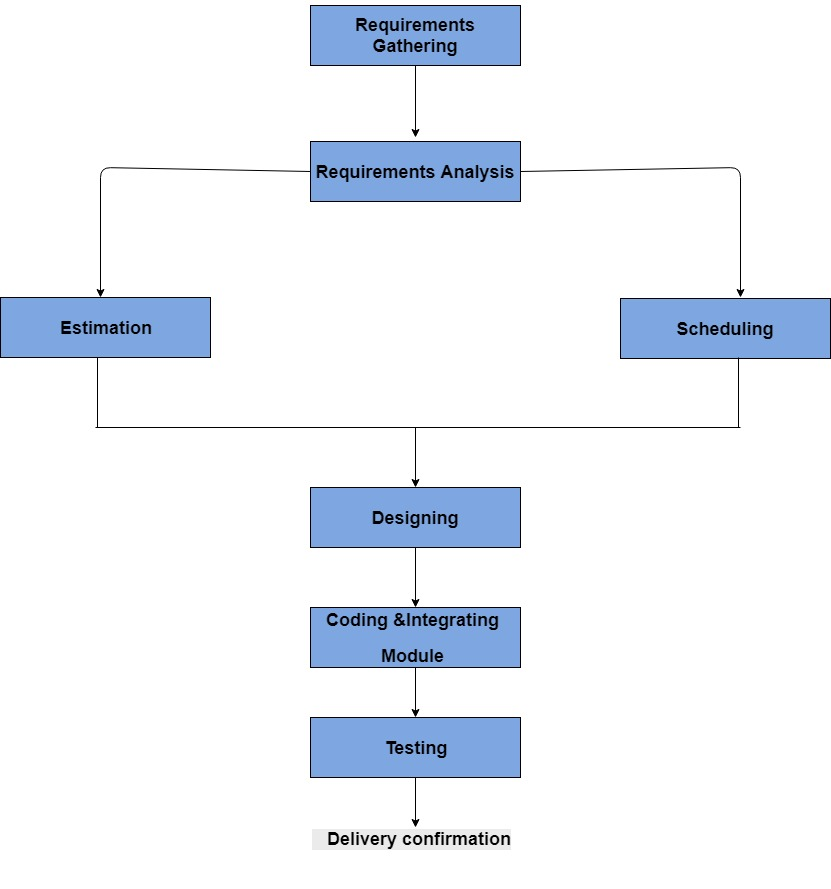 Requirements
Gathering
Requirements Analysis
Estimation
Scheduling
Designing
Coding &Integrating
Module
Testing
Delivery confirmation